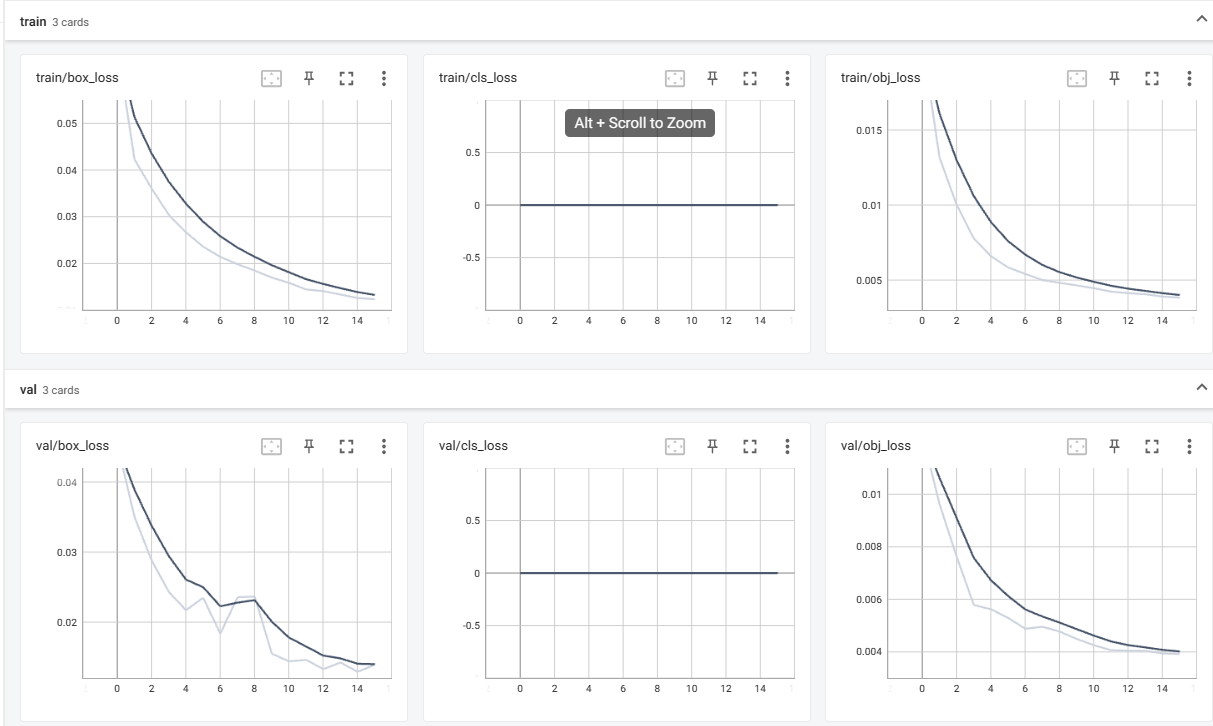 train 3 cards
train/box_loss
0.05
0.04
0.03
0.02
0 2 4 6 8 10 12 14
train/cls_loss
Alt + Scroll to Zoom
0.5
0
-0.5
0 2 4 6 8 10 12 14
train/obj_loss
0.015
0.01
0.005
0 2 4 6 8 10 12 14
val 3 cards
val/box_loss
0.04
0.03
0.02
0 2 4 6 8 10 12 14
val/cls_loss
0.5
0
-0.5
0 2 4 6 8 10 12 14
val/obj_loss
0.01
0.008
0.006
0.004
0 2 4 6 8 10 12 14